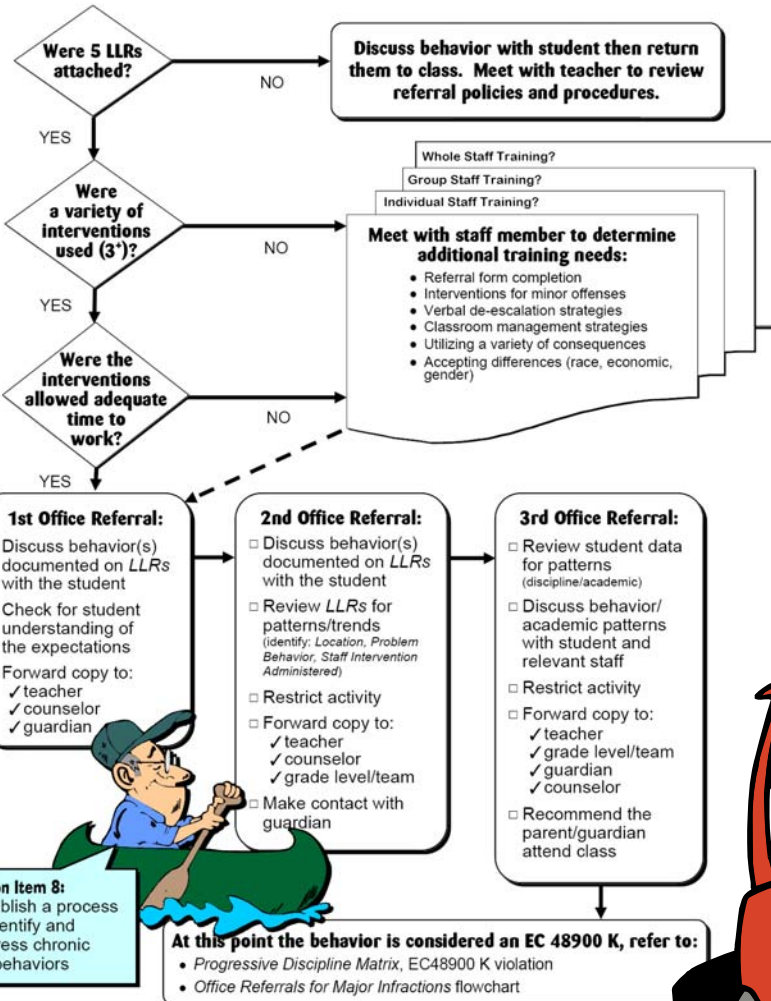 Were 5 LLRs
attached?
NO
Discuss behavior with student then return
them to class. Meet with teacher to review
referral policies and procedures.
YES
Were
a variety of
interventions
used (3+)?
NO
Whole Staff Training?
Group Staff Training?
Individual Staff Training?
Meet with staff member to determine
additional training needs:
• Referral form completion
• Interventions for minor offenses
• Verbal de-escalation strategies
• Classroom management strategies
• Utilizing a variety of consequences
• Accepting differences (race, economic,
gender)
YES
Were the
interventions
allowed adequate
time to
work?
NO
YES
1st Office Referral:
Discuss behavior(s)
documented on LLRs
with the student
Check for student
understanding of
the expectations
Forward copy to:
✓teacher
✓counselor
✓guardian
2nd Office Referral:
□ Discuss behavior(s)
documented on LLRs
with the student
□ Review LLRs for
patterns/trends
(identify: Location, Problem
Behavior, Staff Intervention
Administered)
□ Restrict activity
□ Forward copy to:
✓teacher
✓counselor
✓grade level/team
□ Make contact with
guardian
3rd Office Referral:
□ Review student data
for patterns
(discipline/academic)
□ Discuss behavior/
academic patterns
with student and
relevant staff
□ Restrict activity
□ Forward copy to:
✓teacher
✓grade level/team
✓guardian
✓counselor
□ Recommend the
parent/guardian
attend class
Item 8:
a process
and
chronic
behaviors
At this point the behavior is considered an EC 48900 K, refer to:
• Progressive Discipline Matrix, EC48900 K violation
• Office Referrals for Major Infractions flowchart